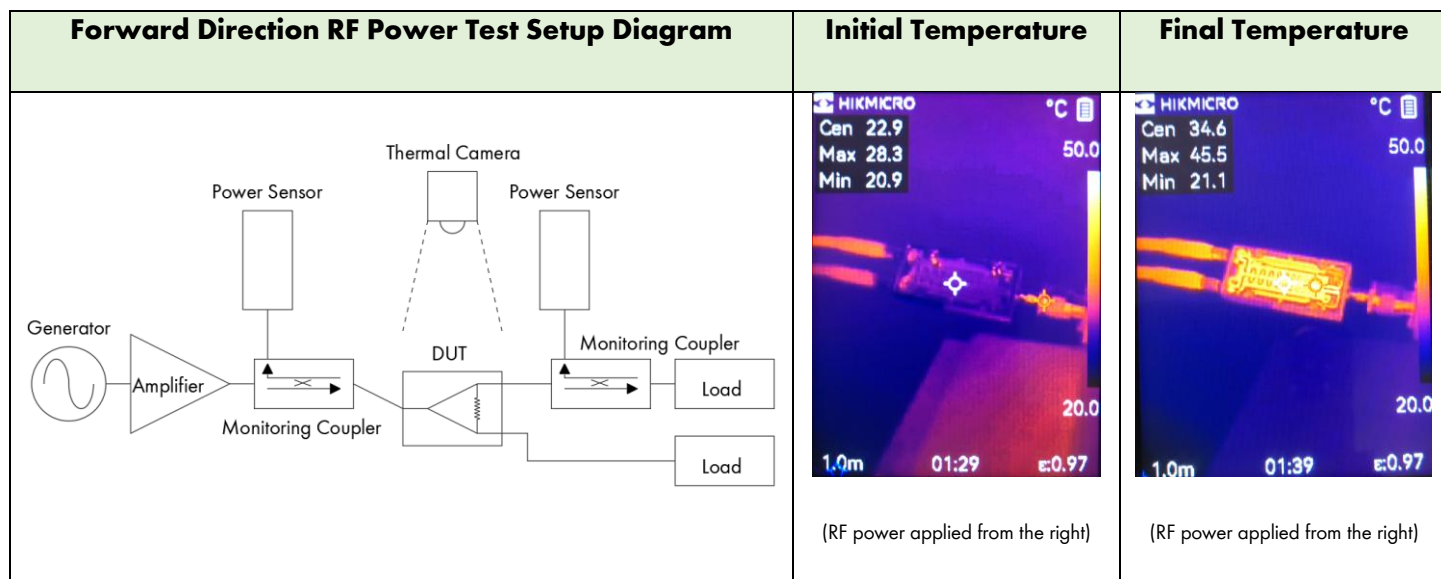 Forward Direction RF Power Test Setup Diagram
Initial Temperature
Final Temperature
Thermal Camera
Power Sensor
Power Sensor
Generator
Amplifier
Monitoring Coupler
DUT
Monitoring Coupler
Load
Load
HIKMICRO
°C
Cen 22.9
Max 28.3
Min 20.9
50.0
20.0
1.0m
01:29
ε:0.97
(RF power applied from the right)
HIKMICRO
°C
Cen 34.6
Max 45.5
Min 21.1
50.0
20.0
1.0m
01:39
ε:0.97
(RF power applied from the right)